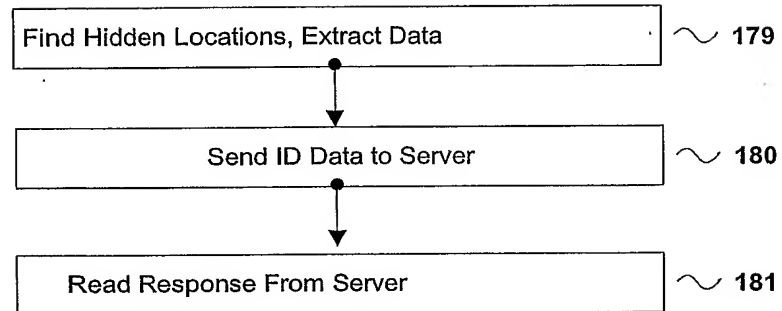 Find Hidden Locations, Extract Data 179
Send ID Data to Server 180
Read Response From Server 181